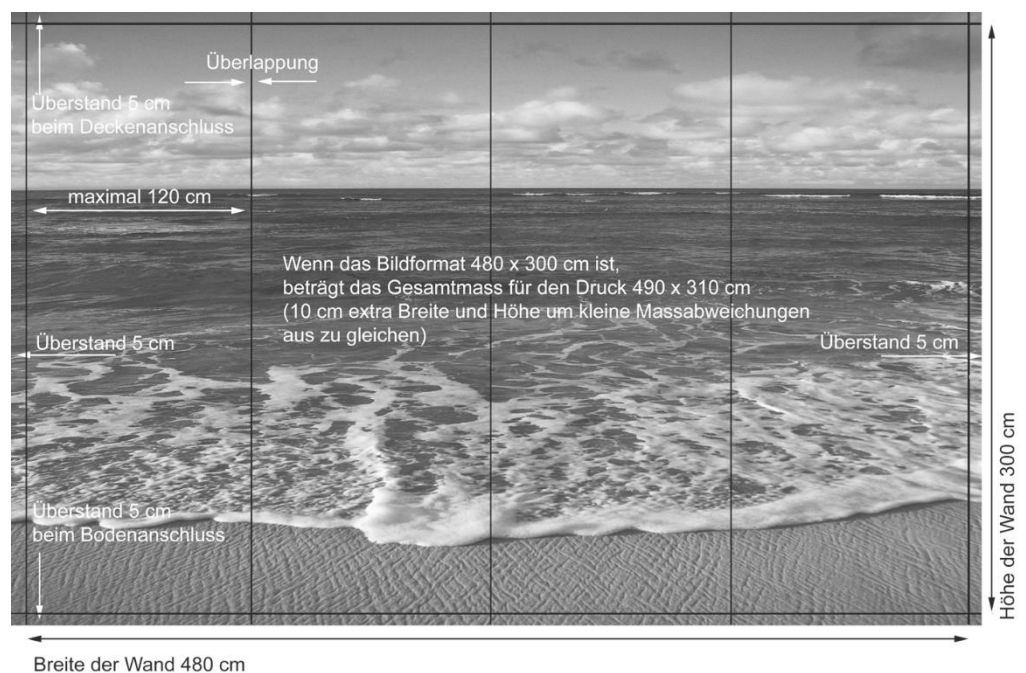 Überlappung
Überstand 5 cm
beim Deckenanschluss
maximal 120 cm
Wenn das Bildformat 480 x 300 cm ist,
beträgt das Gesamtmass für den Druck 490 x 310 cm
(10 cm extra Breite und Höhe um kleine Massabweichungen
aus zu gleichen)
Überstand 5 cm
Überstand 5 cm
Überstand 5 cm
beim Bodenanschluss
Höhe der Wand 300 cm
Breite der Wand 480 cm